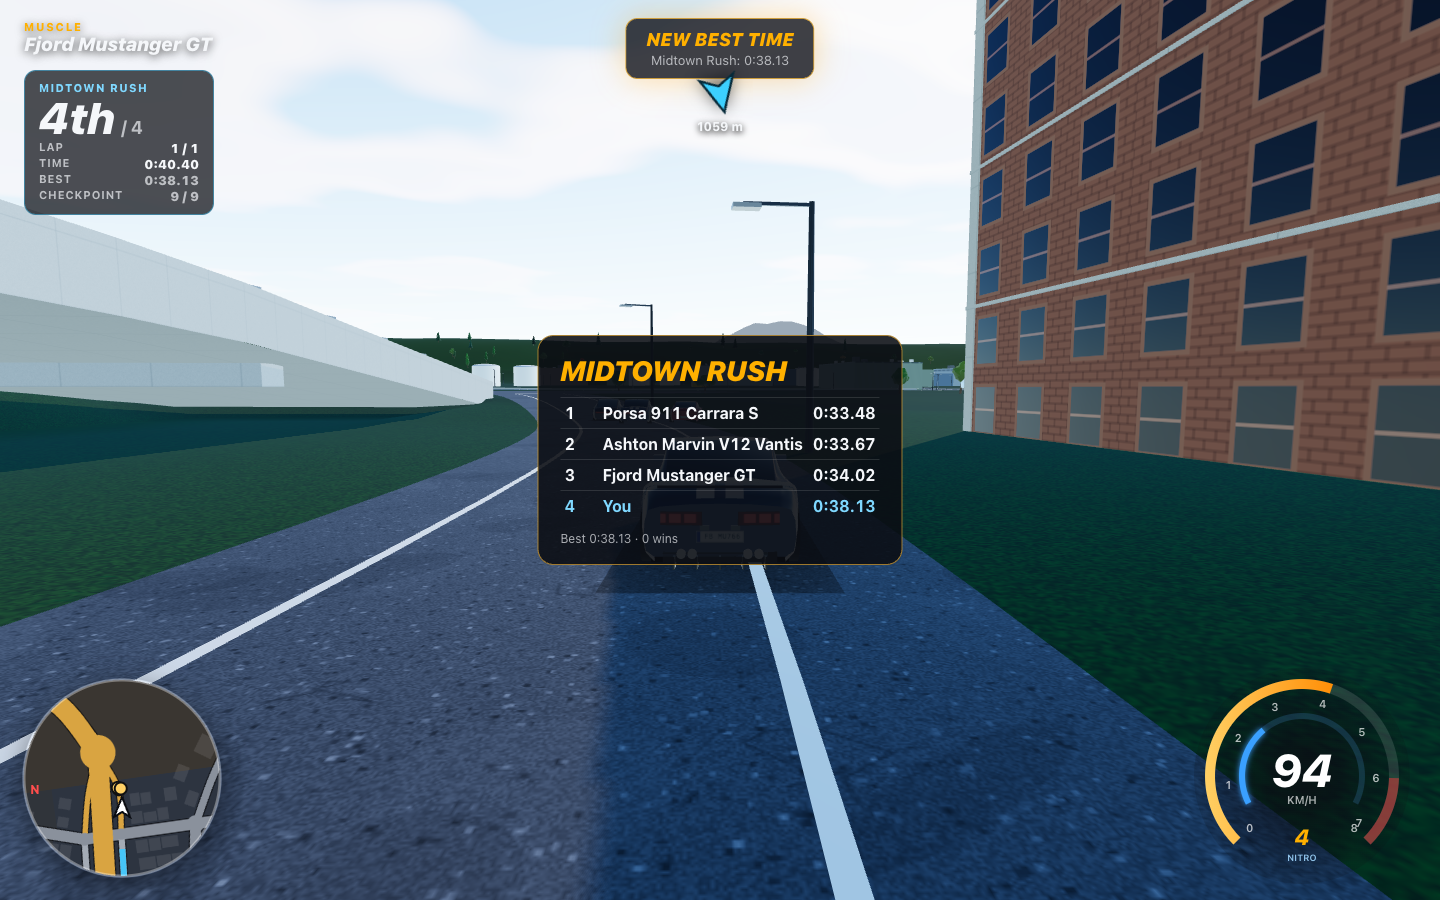 MUSCLE
Fjord Mustanger GT
MIDTOWN RUSH
4th / 4
LAP 1 / 1
TIME 0:40.40
BEST 0:38.13
CHECKPOINT 9 / 9
NEW BEST TIME
Midtown Rush: 0:38.13
1059 m
MIDTOWN RUSH
1 Porsa 911 Carrara S 0:33.48
2 Ashton Marvin V12 Vantis 0:33.67
3 Fjord Mustanger GT 0:34.02
4 You 0:38.13
Best 0:38.13 · 0 wins
N
0 1 2 3 4 5 6 7 8
94
KM/H
4
NITRO